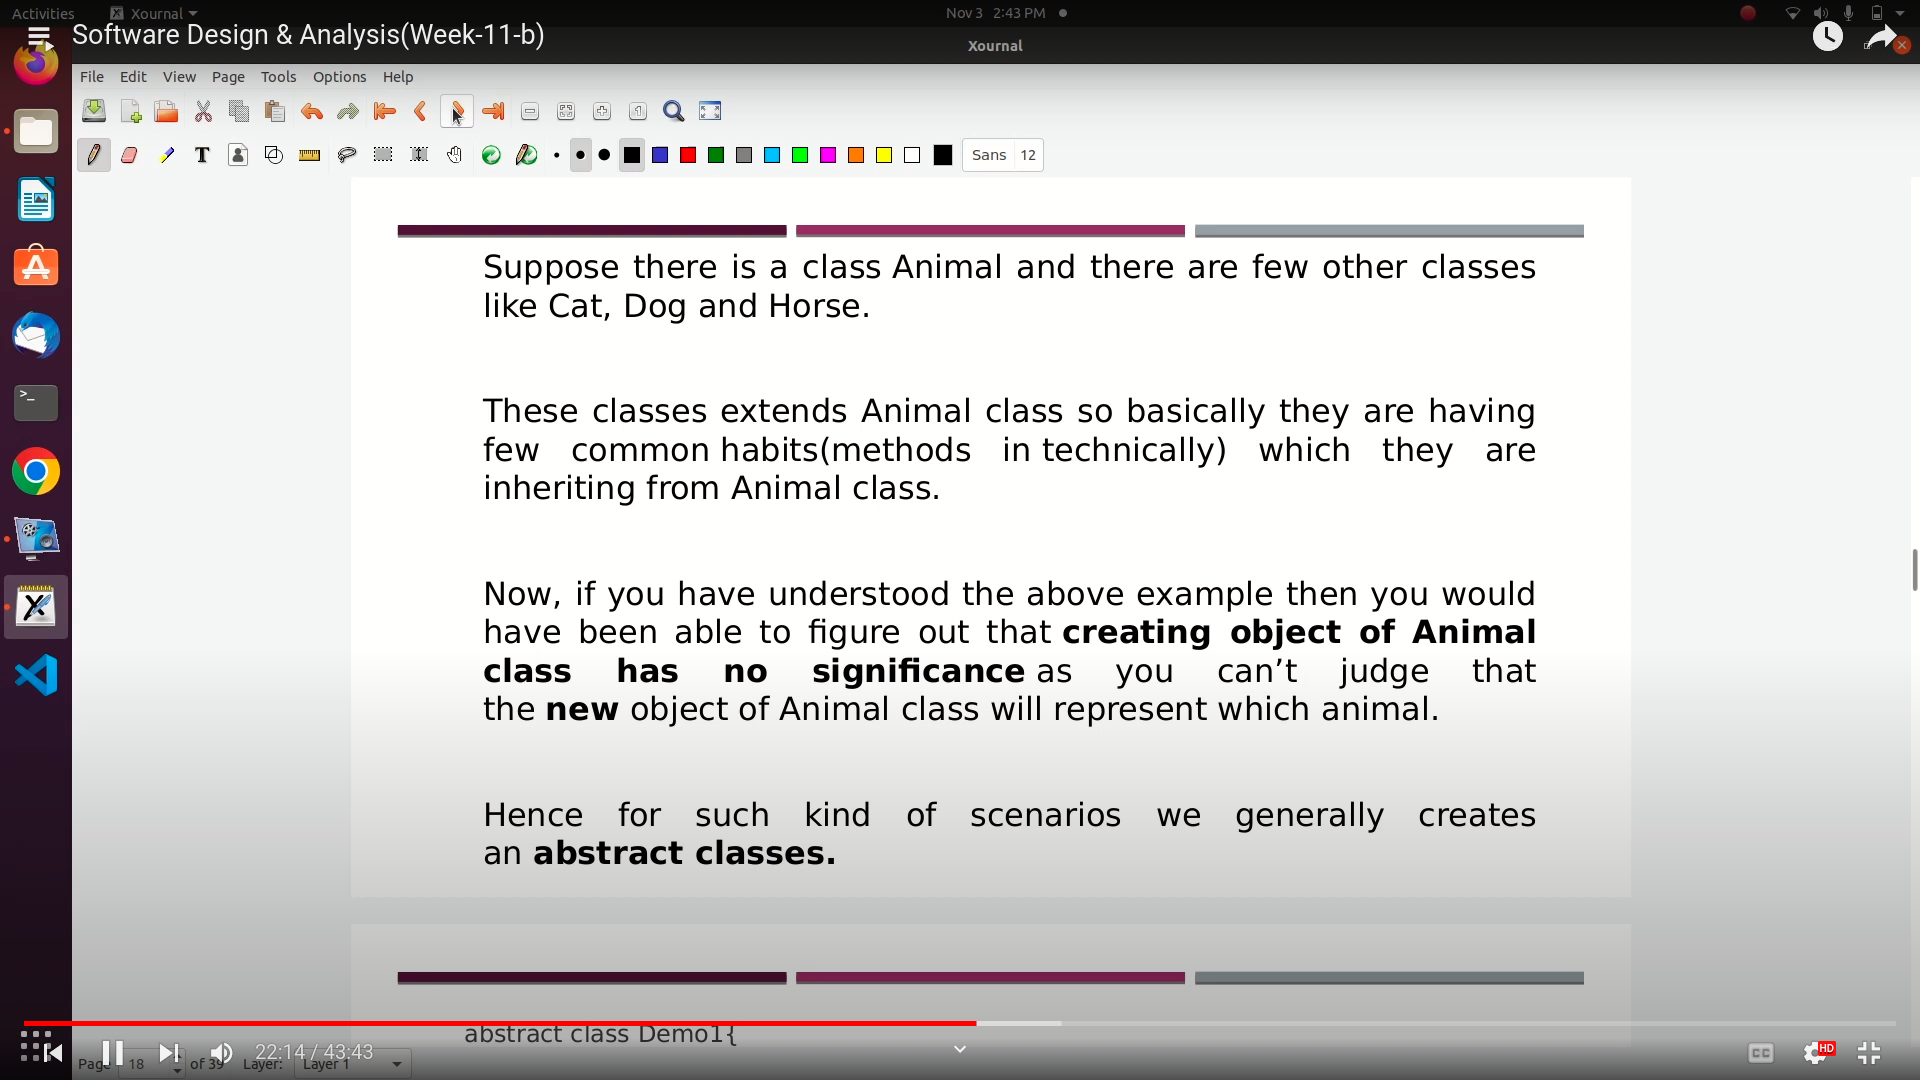 Activities Xournal Nov 3 2:43 PM
Software Design & Analysis(Week-11-b)
Xournal
File Edit View Page Tools Options Help
Sans 12
Suppose there is a class Animal and there are few other classes
like Cat, Dog and Horse.
These classes extends Animal class so basically they are having
few common habits(methods in technically) which they are
inheriting from Animal class.
Now, if you have understood the above example then you would
have been able to figure out that creating object of Animal
class has no significance as you can’t judge that
the new object of Animal class will represent which animal.
Hence for such kind of scenarios we generally creates
an abstract classes.
abstract class Demo1{
22:14 / 43:43 CC HD
Page 18 of 39 Layer: Layer 1